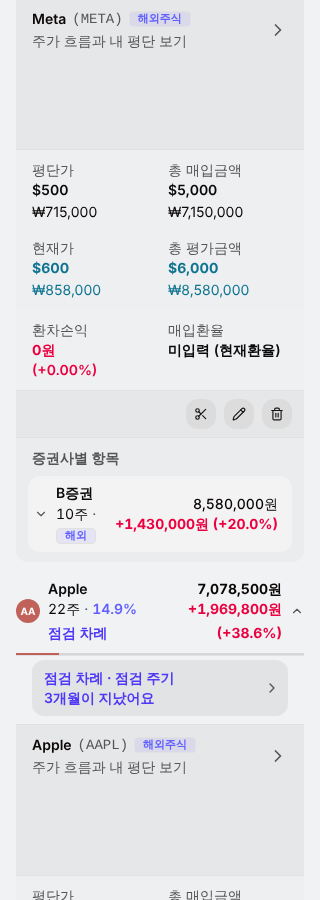 Meta (META) 해외주식
주가 흐름과 내 평단 보기
평단가 총 매입금액
$500 $5,000
₩715,000 ₩7,150,000
현재가 총 평가금액
$600 $6,000
₩858,000 ₩8,580,000
환차손익 매입환율
0원 미입력 (현재환율)
(+0.00%)
증권사별 항목
B증권
8,580,000원
10주 ·
+1,430,000원 (+20.0%)
해외
Apple 7,078,500원
AA 22주 · 14.9% +1,969,800원
점검 차례 (+38.6%)
점검 차례 · 점검 주기
3개월이 지났어요
Apple (AAPL) 해외주식
주가 흐름과 내 평단 보기
평단가 총 매입금액